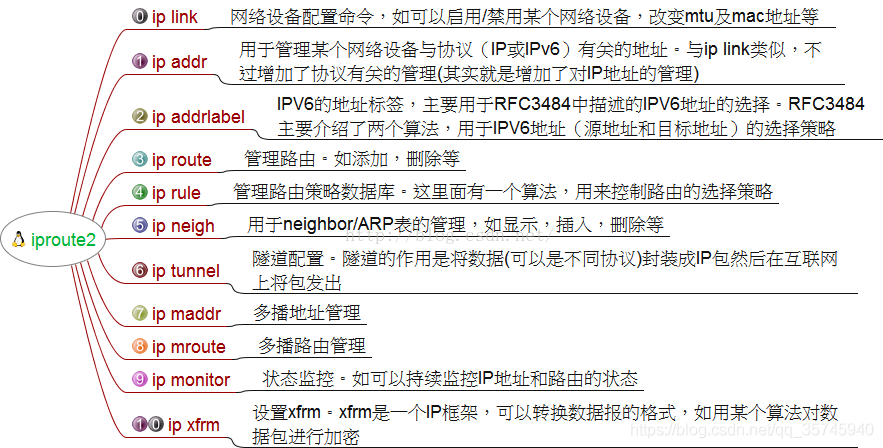 0 ip link 网络设备配置命令，如可以启用/禁用某个网络设备，改变mtu及mac地址等
用于管理某个网络设备与协议（IP或IPv6）有关的地址。与ip link类似，不
1 ip addr
过增加了协议有关的管理(其实就是增加了对IP地址的管理)
IPV6的地址标签，主要用于RFC3484中描述的IPV6地址的选择。RFC3484
2 ip addrlabel
主要介绍了两个算法，用于IPV6地址（源地址和目标地址）的选择策略
3 ip route 管理路由。如添加，删除等
4 ip rule 管理路由策略数据库。这里面有一个算法，用来控制路由的选择策略
5 ip neigh 用于neighbor/ARP表的管理，如显示，插入，删除等
iproute2
http://blog.csdn.net/
隧道配置。隧道的作用是将数据(可以是不同协议)封装成IP包然后在互联网
6 ip tunnel
上将包发出
7 ip maddr 多播地址管理
8 ip mroute 多播路由管理
9 ip monitor 状态监控。如可以持续监控IP地址和路由的状态
设置xfrm。xfrm是一个IP框架，可以转换数据报的格式，如用某个算法对数
10 ip xfrm
据包进行加密
https://blog.csdn.net/qq_35745940